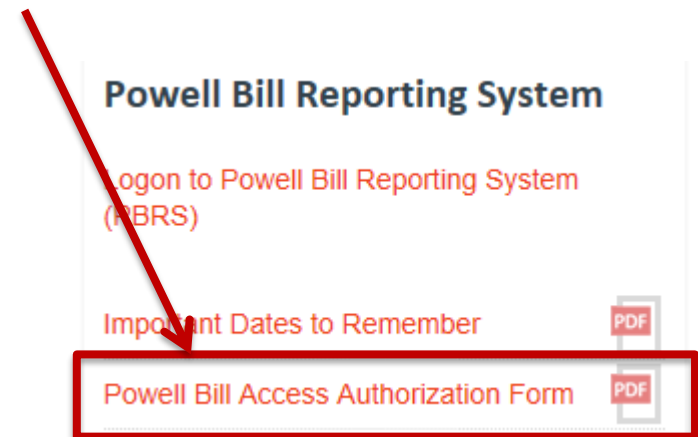 Powell Bill Reporting System
Logon to Powell Bill Reporting System
(PBRS)
Important Dates to Remember PDF
Powell Bill Access Authorization Form PDF